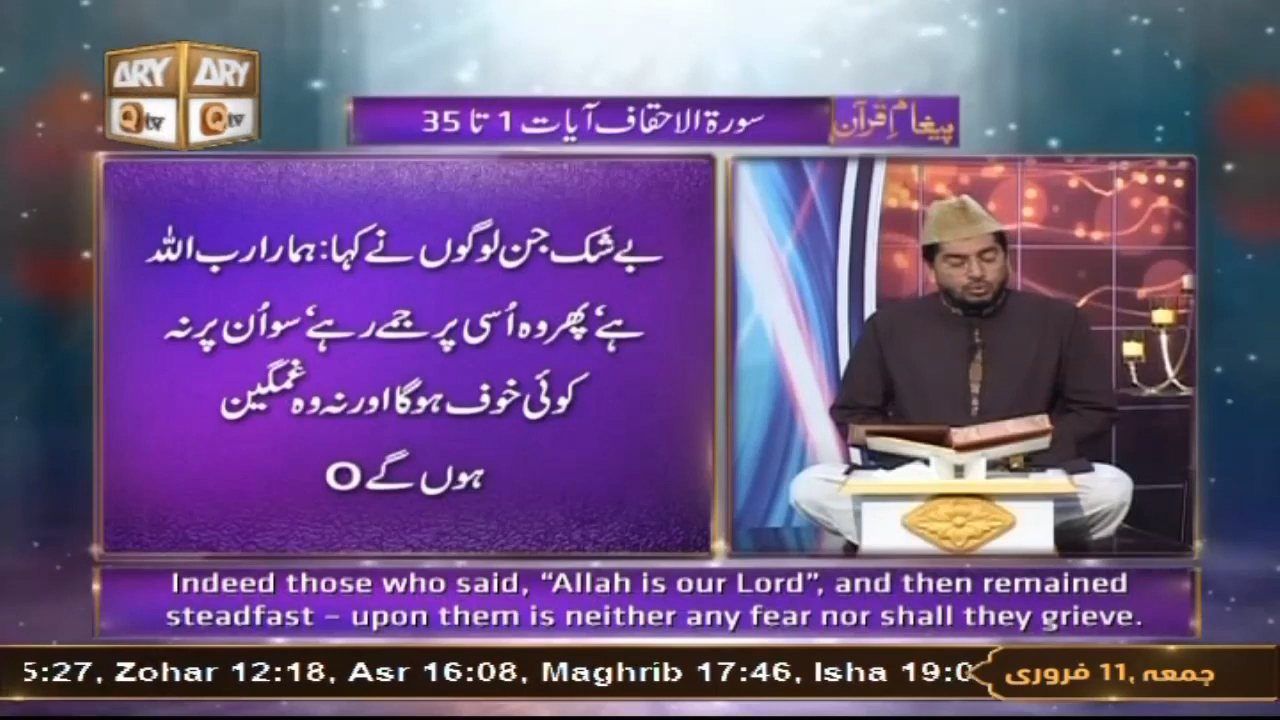 ARY ARY
Qtv Qtv
پیغامِ قرآن سورۃ الاحقاف آیات 1 تا 35
بے شک جن لوگوں نے کہا: ہمارا رب اللہ
ہے‘ پھر وہ اُسی پر جمے رہے‘ سو اُن پر نہ
کوئی خوف ہوگا اور نہ وہ غمگین
ہوں گے O
Indeed those who said, “Allah is our Lord”, and then remained
steadfast – upon them is neither any fear nor shall they grieve.
5:27, Zohar 12:18, Asr 16:08, Maghrib 17:46, Isha 19:0
جمعہ ,11 فروری